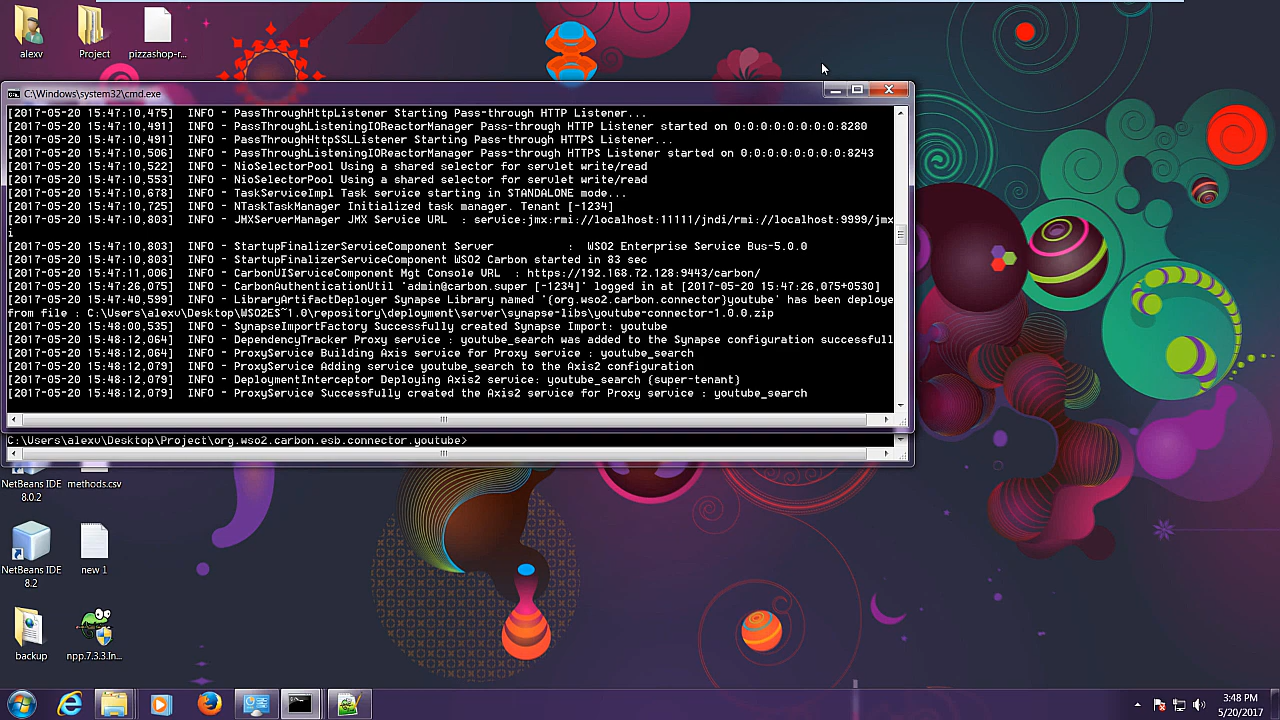 alexv
Project
pizzashop-r...
C:\Windows\system32\cmd.exe
[2017-05-20 15:47:10,475]  INFO - PassThroughHttpListener Starting Pass-through HTTP Listener...
[2017-05-20 15:47:10,491]  INFO - PassThroughListeningIOReactorManager Pass-through HTTP Listener started on 0:0:0:0:0:0:0:0:8280
[2017-05-20 15:47:10,491]  INFO - PassThroughHttpSSLListener Starting Pass-through HTTPS Listener...
[2017-05-20 15:47:10,506]  INFO - PassThroughListeningIOReactorManager Pass-through HTTPS Listener started on 0:0:0:0:0:0:0:0:8243
[2017-05-20 15:47:10,522]  INFO - NioSelectorPool Using a shared selector for servlet write/read
[2017-05-20 15:47:10,553]  INFO - NioSelectorPool Using a shared selector for servlet write/read
[2017-05-20 15:47:10,678]  INFO - TaskServiceImpl Task service starting in STANDALONE mode...
[2017-05-20 15:47:10,725]  INFO - NTaskTaskManager Initialized task manager. Tenant [-1234]
[2017-05-20 15:47:10,803]  INFO - JMXServerManager JMX Service URL  : service:jmx:rmi://localhost:11111/jndi/rmi://localhost:9999/jmx
i
[2017-05-20 15:47:10,803]  INFO - StartupFinalizerServiceComponent Server           :  WSO2 Enterprise Service Bus-5.0.0
[2017-05-20 15:47:10,803]  INFO - StartupFinalizerServiceComponent WSO2 Carbon started in 83 sec
[2017-05-20 15:47:11,006]  INFO - CarbonUIServiceComponent Mgt Console URL  : https://192.168.72.128:9443/carbon/
[2017-05-20 15:47:26,075]  INFO - CarbonAuthenticationUtil 'admin@carbon.super [-1234]' logged in at [2017-05-20 15:47:26,075+0530]
[2017-05-20 15:47:40,599]  INFO - LibraryArtifactDeployer Synapse Library named '{org.wso2.carbon.connector}youtube' has been deploye
from file : C:\Users\alexv\Desktop\WSO2ES~1.0\repository\deployment\server\synapse-libs\youtube-connector-1.0.0.zip
[2017-05-20 15:48:00,535]  INFO - SynapseImportFactory Successfully created Synapse Import: youtube
[2017-05-20 15:48:12,064]  INFO - DependencyTracker Proxy service : youtube_search was added to the Synapse configuration successfull
[2017-05-20 15:48:12,064]  INFO - ProxyService Building Axis service for Proxy service : youtube_search
[2017-05-20 15:48:12,079]  INFO - ProxyService Adding service youtube_search to the Axis2 configuration
[2017-05-20 15:48:12,079]  INFO - DeploymentInterceptor Deploying Axis2 service: youtube_search {super-tenant}
[2017-05-20 15:48:12,079]  INFO - ProxyService Successfully created the Axis2 service for Proxy service : youtube_search
C:\Users\alexv\Desktop\Project\org.wso2.carbon.esb.connector.youtube>
NetBeans IDE
8.0.2
methods.csv
NetBeans IDE
8.2
new 1
backup
npp.7.3.3.In...
3:48 PM
5/20/2017